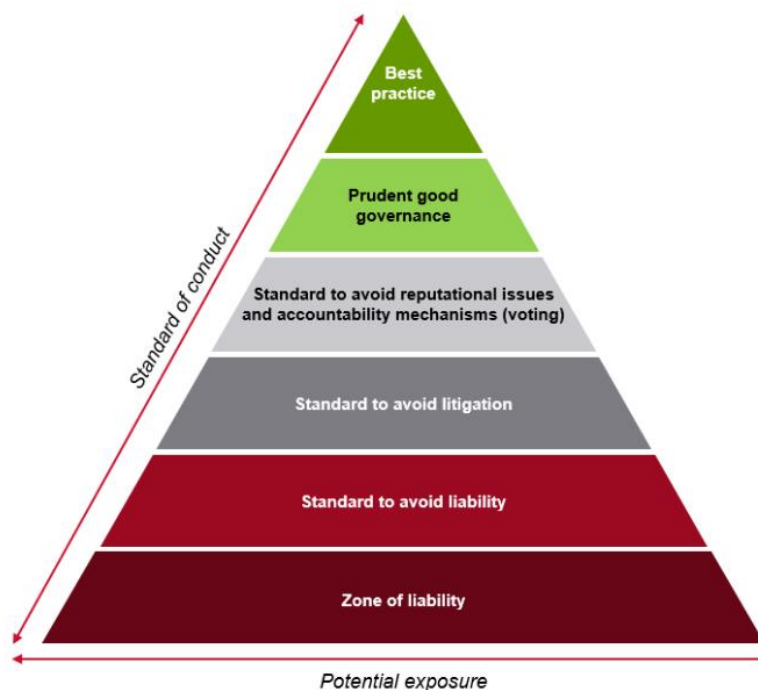 Best
practice
Prudent good
governance
Standard to avoid reputational issues
and accountability mechanisms (voting)
Standard of conduct
Standard to avoid litigation
Standard to avoid liability
Zone of liability
Potential exposure